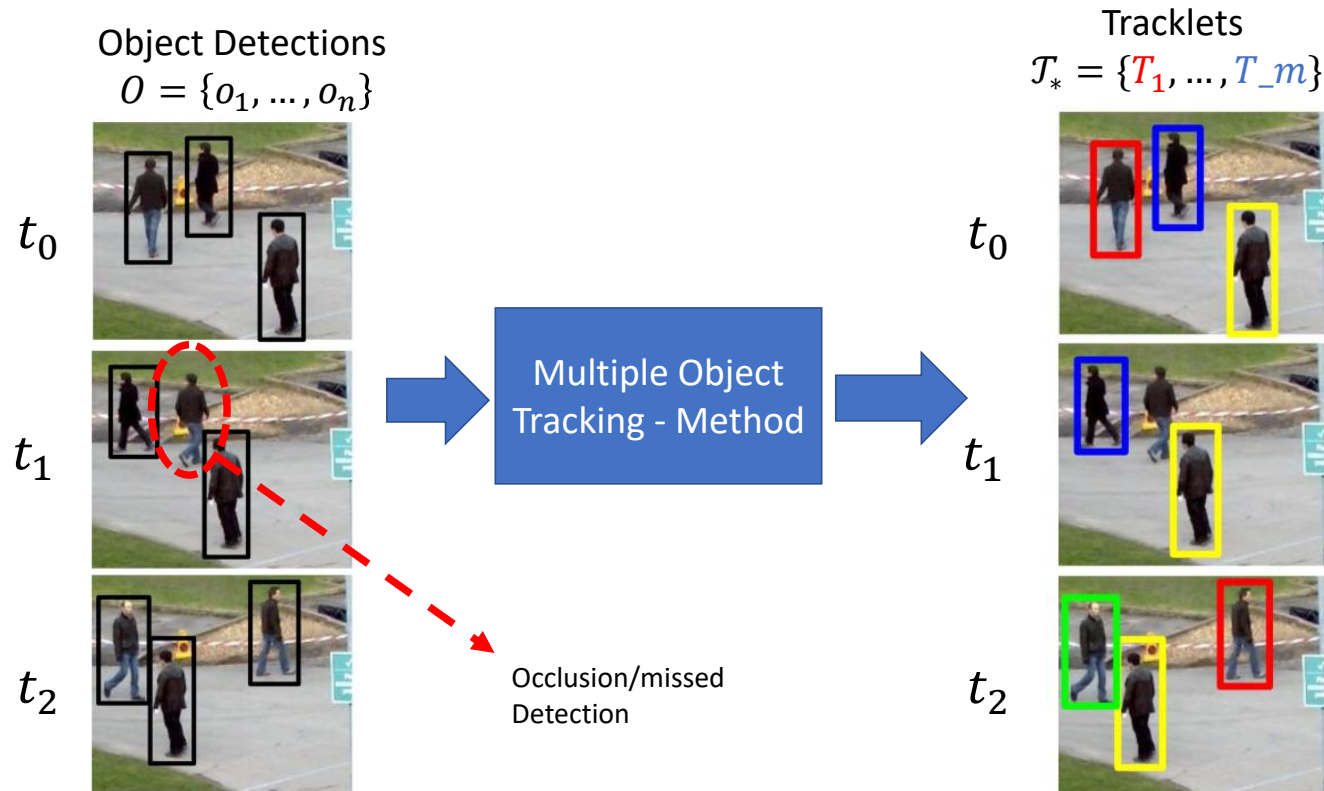 Object Detections
𝑂 = {𝑜₁, … , 𝑜ₙ}
t₀
t₁
t₂
Multiple Object
Tracking - Method
Occlusion/missed
Detection
Tracklets
𝒯∗ = {𝑇₁, … , 𝑇_𝑚}
t₀
t₁
t₂